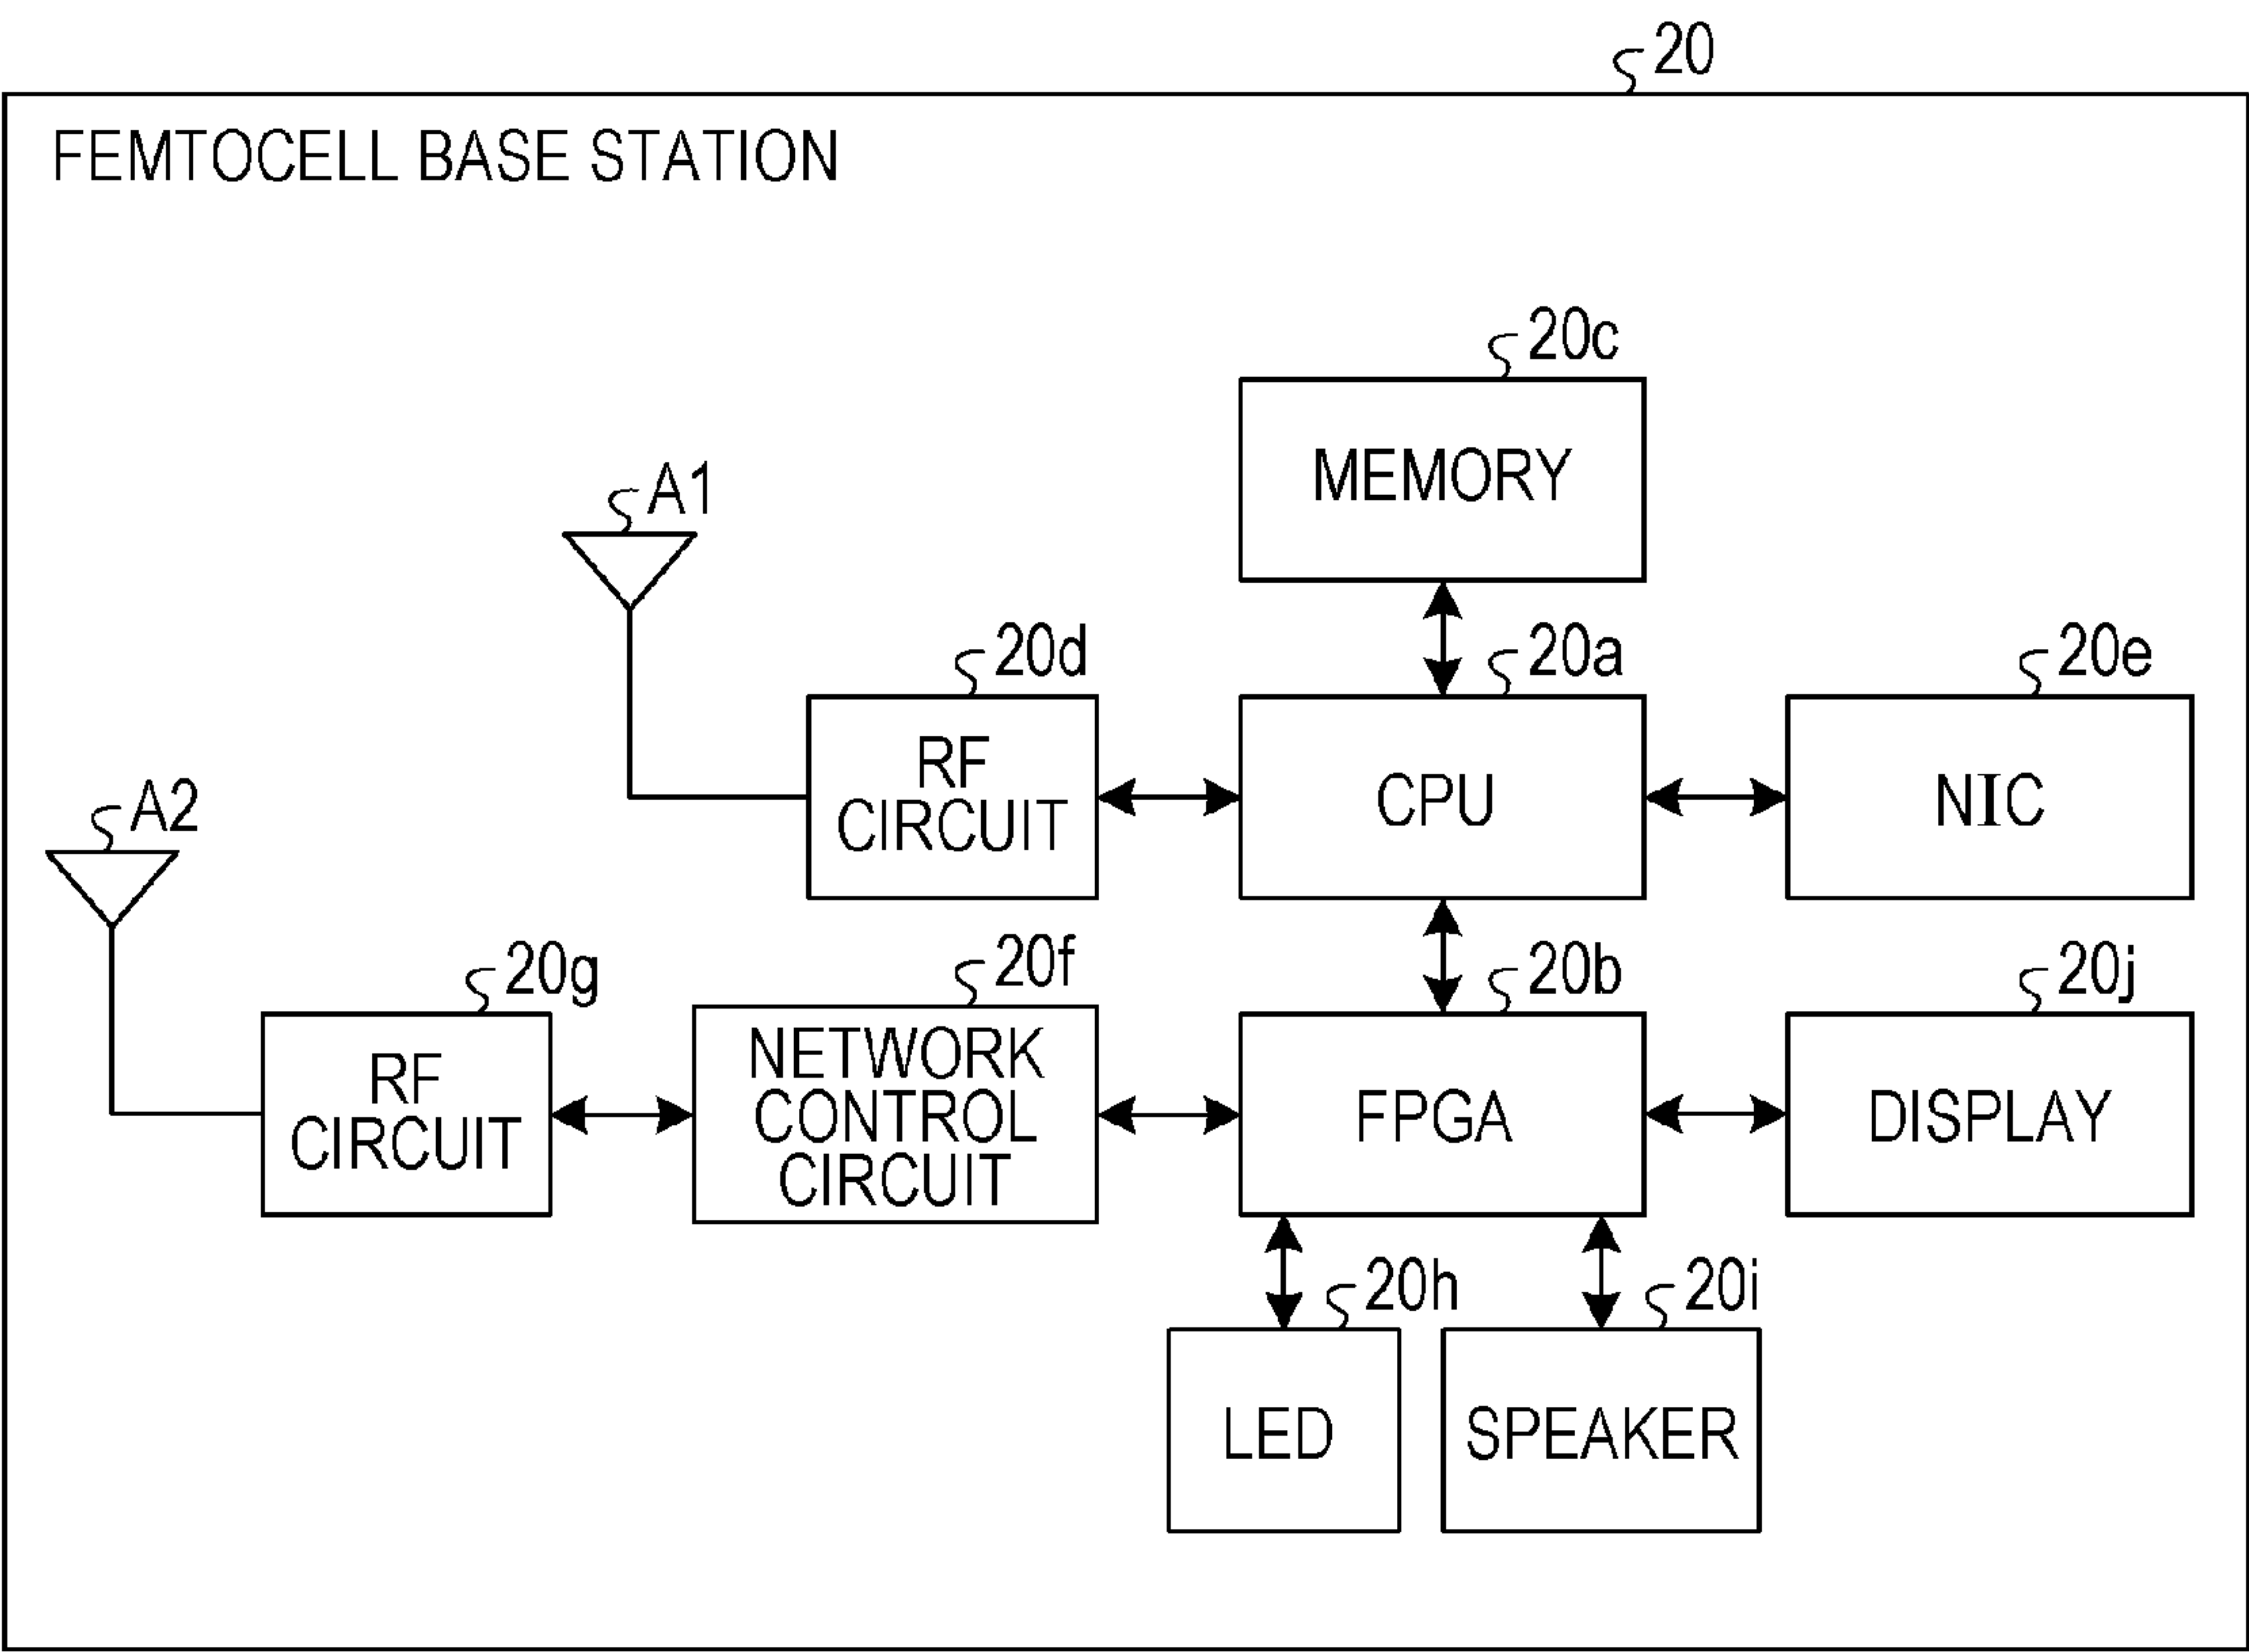 20
FEMTOCELL BASE STATION
20c
MEMORY
A1
20d
20a
20e
RF
CIRCUIT
CPU
NIC
A2
20g
20f
20b
20j
RF
CIRCUIT
NETWORK
CONTROL
CIRCUIT
FPGA
DISPLAY
20h
20i
LED
SPEAKER